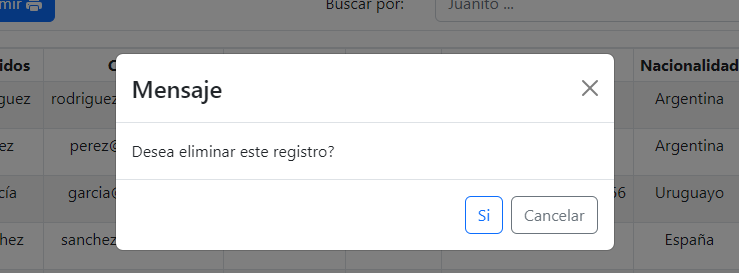 mir Buscar por: Juanito ...
idos C Nacionalidad
guez rodriguez Argentina
ez perez@ Argentina
cía garcia@ 66 Uruguayo
hez sanchez España
Mensaje
Desea eliminar este registro?
Si Cancelar